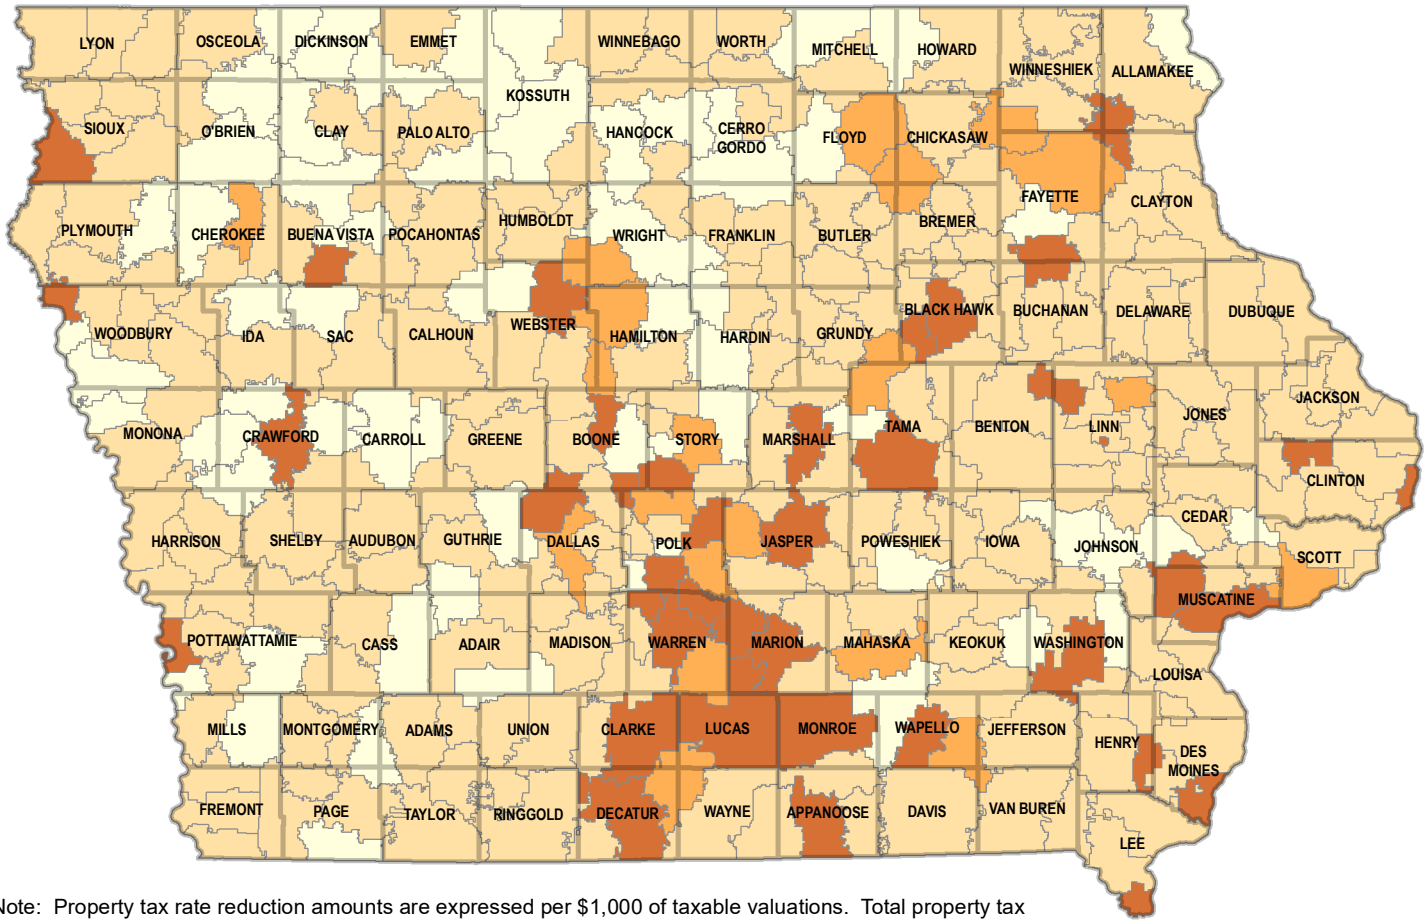 LYON
OSCEOLA
DICKINSON
EMMET
WINNEBAGO
WORTH
MITCHELL
HOWARD
WINNESHIEK
ALLAMAKEE
KOSSUTH
SIOUX
O'BRIEN
CLAY
PALO ALTO
HANCOCK
CERRO
GORDO
FLOYD
CHICKASAW
FAYETTE
CLAYTON
PLYMOUTH
CHEROKEE
BUENA VISTA
POCAHONTAS
HUMBOLDT
WRIGHT
FRANKLIN
BUTLER
BREMER
WOODBURY
IDA
SAC
CALHOUN
WEBSTER
HAMILTON
HARDIN
GRUNDY
BLACK HAWK
BUCHANAN
DELAWARE
DUBUQUE
MONONA
CRAWFORD
CARROLL
GREENE
BOONE
STORY
MARSHALL
TAMA
BENTON
LINN
JONES
JACKSON
CLINTON
HARRISON
SHELBY
AUDUBON
GUTHRIE
DALLAS
POLK
JASPER
POWESHIEK
IOWA
JOHNSON
CEDAR
SCOTT
MUSCATINE
POTTAWATTAMIE
CASS
ADAIR
MADISON
WARREN
MARION
MAHASKA
KEOKUK
WASHINGTON
LOUISA
MILLS
MONTGOMERY
ADAMS
UNION
CLARKE
LUCAS
MONROE
WAPELLO
JEFFERSON
HENRY
DES
MOINES
FREMONT
PAGE
TAYLOR
RINGGOLD
DECATUR
WAYNE
APPANOOSE
DAVIS
VAN BUREN
LEE
Note: Property tax rate reduction amounts are expressed per $1,000 of taxable valuations. Total property tax